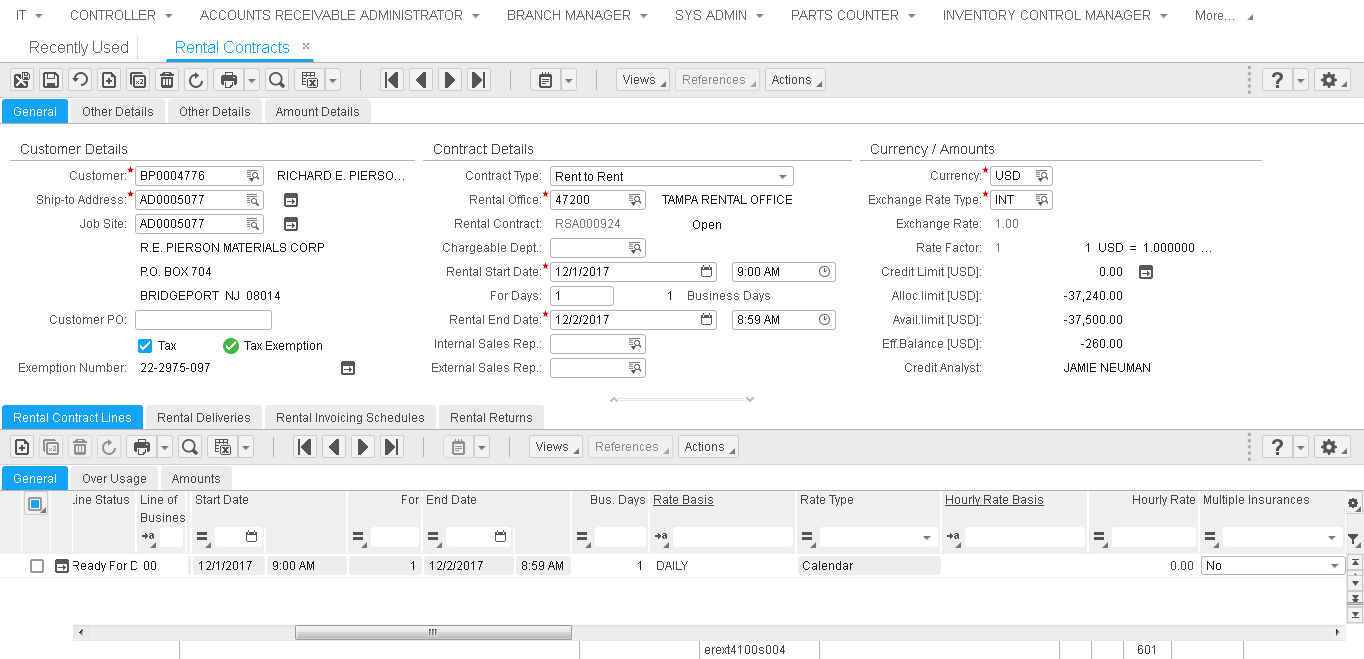 IT CONTROLLER ACCOUNTS RECEIVABLE ADMINISTRATOR BRANCH MANAGER SYS ADMIN PARTS COUNTER INVENTORY CONTROL MANAGER More...
Recently Used Rental Contracts ×
Views References Actions ?
General Other Details Other Details Amount Details
Customer Details Contract Details Currency / Amounts
Customer:* BP0004776 RICHARD E. PIERSO... Contract Type: Rent to Rent Currency:* USD
Ship-to Address:* AD0005077 Rental Office:* 47200 TAMPA RENTAL OFFICE Exchange Rate Type:* INT
Job Site: AD0005077 Rental Contract: RSA000924 Open Exchange Rate: 1.00
R.E. PIERSON MATERIALS CORP Chargeable Dept.: Rate Factor: 1 1 USD = 1.000000 ...
P.O. BOX 704 Rental Start Date:* 12/1/2017 9:00 AM Credit Limit [USD]: 0.00
BRIDGEPORT NJ 08014 For Days: 1 1 Business Days Alloc.limit [USD]: -37,240.00
Customer PO: Rental End Date:* 12/2/2017 8:59 AM Avail.limit [USD]: -37,500.00
Tax Tax Exemption Internal Sales Rep.: Eff.Balance [USD]: -260.00
Exemption Number: 22-2975-097 External Sales Rep.: Credit Analyst: JAMIE NEUMAN
Rental Contract Lines Rental Deliveries Rental Invoicing Schedules Rental Returns
Views References Actions ?
General Over Usage Amounts
Line Status Line of Start Date For End Date Bus. Days Rate Basis Rate Type Hourly Rate Basis Hourly Rate Multiple Insurances
Busines
Ready For D 00 12/1/2017 9:00 AM 1 12/2/2017 8:59 AM 1 DAILY Calendar 0.00 No
erext4100s004 601